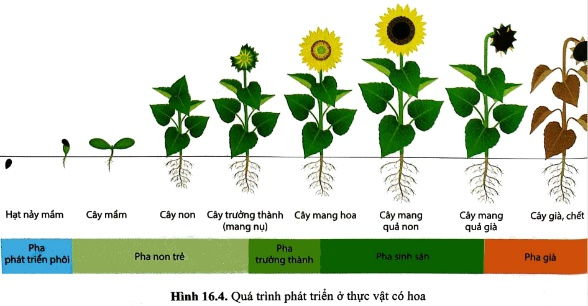 Hạt nảy mầm
Cây mầm
Cây non
Cây trưởng thành
(mang nụ)
Cây mang hoa
Cây mang
quả non
Cây mang
quả già
Cây già, chết
Pha
phát triển phôi
Pha non trẻ
Pha
trưởng thành
Pha sinh sản
Pha già
Hình 16.4. Quá trình phát triển ở thực vật có hoa